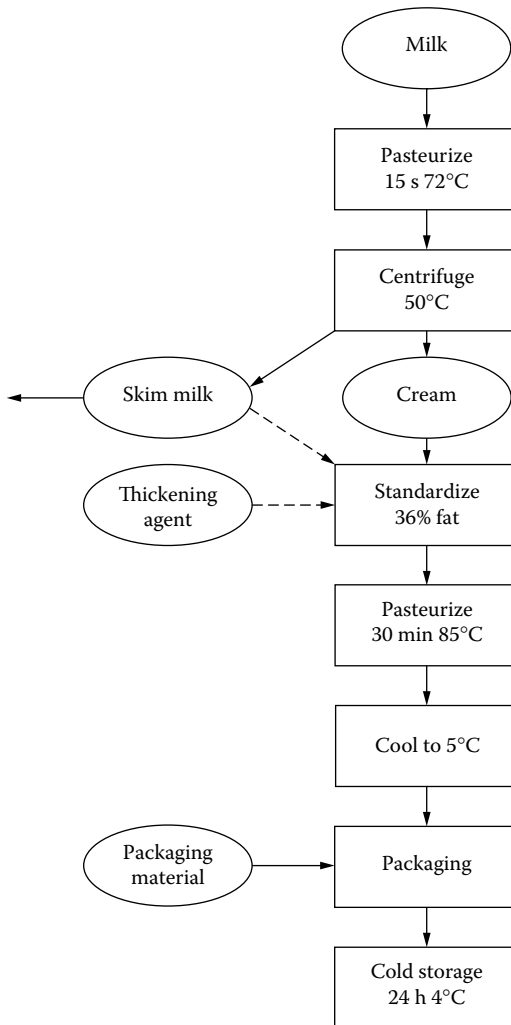 Milk
Pasteurize
15 s 72°C
Centrifuge
50°C
Skim milk
Cream
Thickening
agent
Standardize
36% fat
Pasteurize
30 min 85°C
Cool to 5°C
Packaging
material
Packaging
Cold storage
24 h 4°C